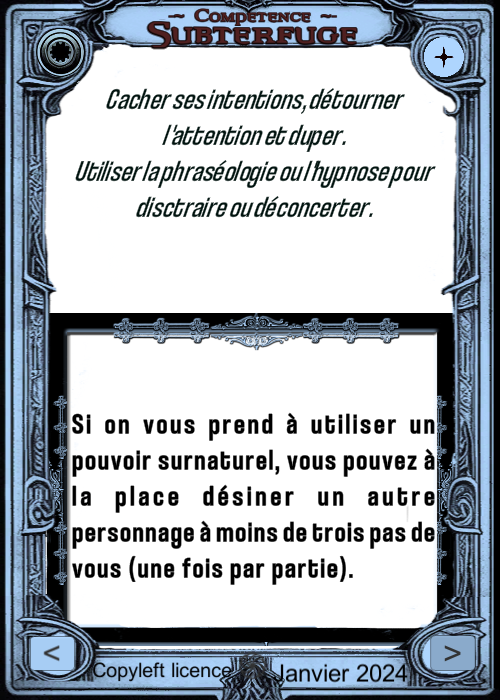 ~ Competence ~
Subterfuge
Cacher ses intentions, détourner
l'attention et duper.
Utiliser la phraséologie ou l'hypnose pour
disctraire ou déconcerter.
Si on vous prend à utiliser un
pouvoir surnaturel, vous pouvez à
la place désiner un autre
personnage à moins de trois pas de
vous (une fois par partie).
< Copyleft licence Janvier 2024 >